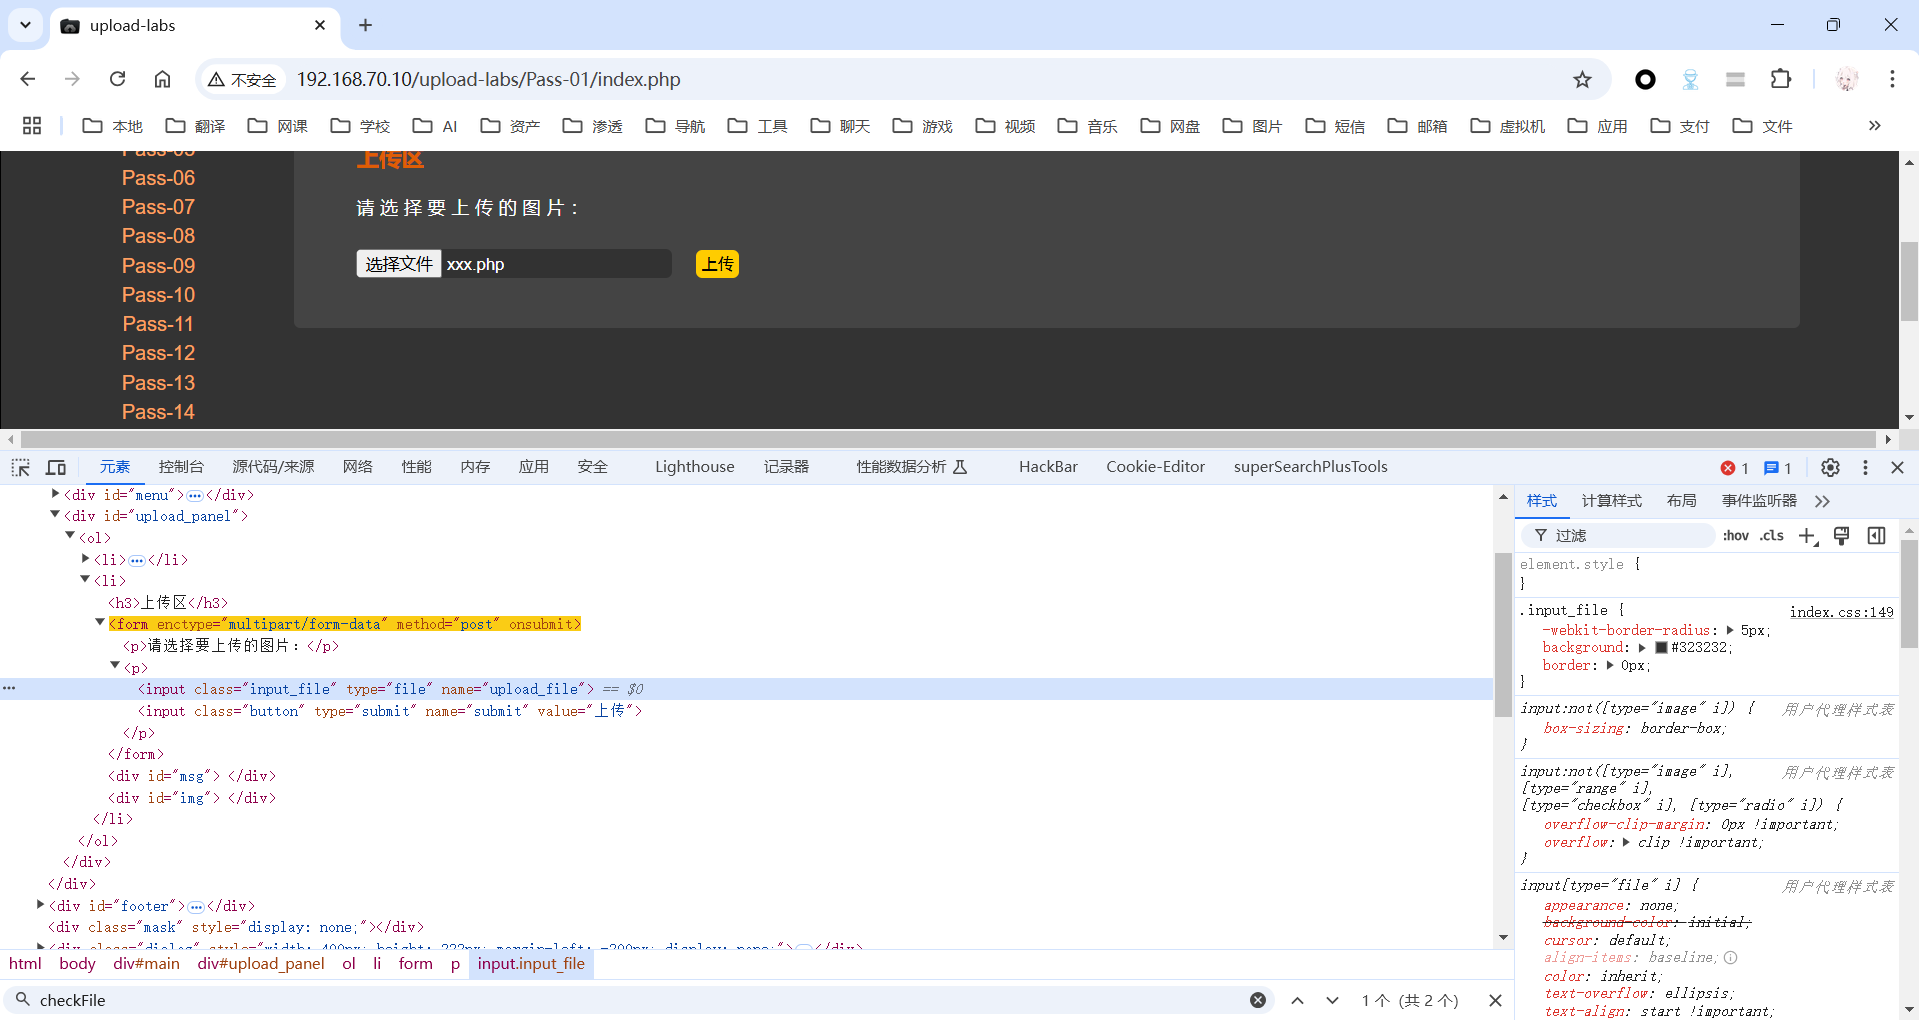 upload-labs
不安全 192.168.70.10/upload-labs/Pass-01/index.php
本地 翻译 网课 学校 AI 资产 渗透 导航 工具 聊天 游戏 视频 音乐 网盘 图片 短信 邮箱 虚拟机 应用 支付 文件
Pass-05
Pass-06
Pass-07
Pass-08
Pass-09
Pass-10
Pass-11
Pass-12
Pass-13
Pass-14
上传区
请选择要上传的图片：
选择文件 xxx.php 上传
元素 控制台 源代码/来源 网络 性能 内存 应用 安全 Lighthouse 记录器 性能数据分析 HackBar Cookie-Editor superSearchPlusTools 1 1
<div id="menu">…</div>
<div id="upload_panel">
<ol>
<li>…</li>
<li>
<h3>上传区</h3>
<form enctype="multipart/form-data" method="post" onsubmit>
<p>请选择要上传的图片：</p>
<p>
<input class="input_file" type="file" name="upload_file"> == $0
<input class="button" type="submit" name="submit" value="上传">
</p>
</form>
<div id="msg"> </div>
<div id="img"> </div>
</li>
</ol>
</div>
</div>
<div id="footer">…</div>
<div class="mask" style="display: none;"></div>
<div class="dialog" style="width: 400px; height: 222px; margin-left: -200px; display: none;">…</div>
html body div#main div#upload_panel ol li form p input.input_file
checkFile 1 个 (共 2 个)
样式 计算样式 布局 事件监听器
过滤 :hov .cls
element.style {
}
.input_file { index.css:149
-webkit-border-radius: 5px;
background: #323232;
border: 0px;
}
input:not([type="image" i]) { 用户代理样式表
box-sizing: border-box;
}
input:not([type="image" i], 用户代理样式表
[type="range" i],
[type="checkbox" i], [type="radio" i]) {
overflow-clip-margin: 0px !important;
overflow: clip !important;
}
input[type="file" i] { 用户代理样式表
appearance: none;
background-color: initial;
cursor: default;
align-items: baseline;
color: inherit;
text-overflow: ellipsis;
text-align: start !important;